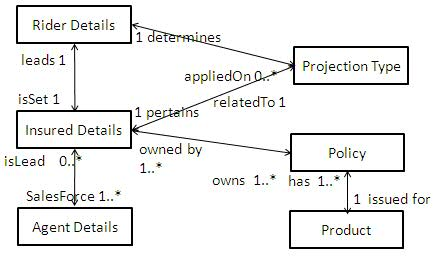 Rider Details
1 determines
leads 1
appliedOn 0..*
Projection Type
isSet 1
relatedTo 1
1 pertains
Insured Details
isLead 0..*
owned by
1..*
Policy
owns 1..* has 1..*
SalesForce 1..*
1 issued for
Agent Details
Product